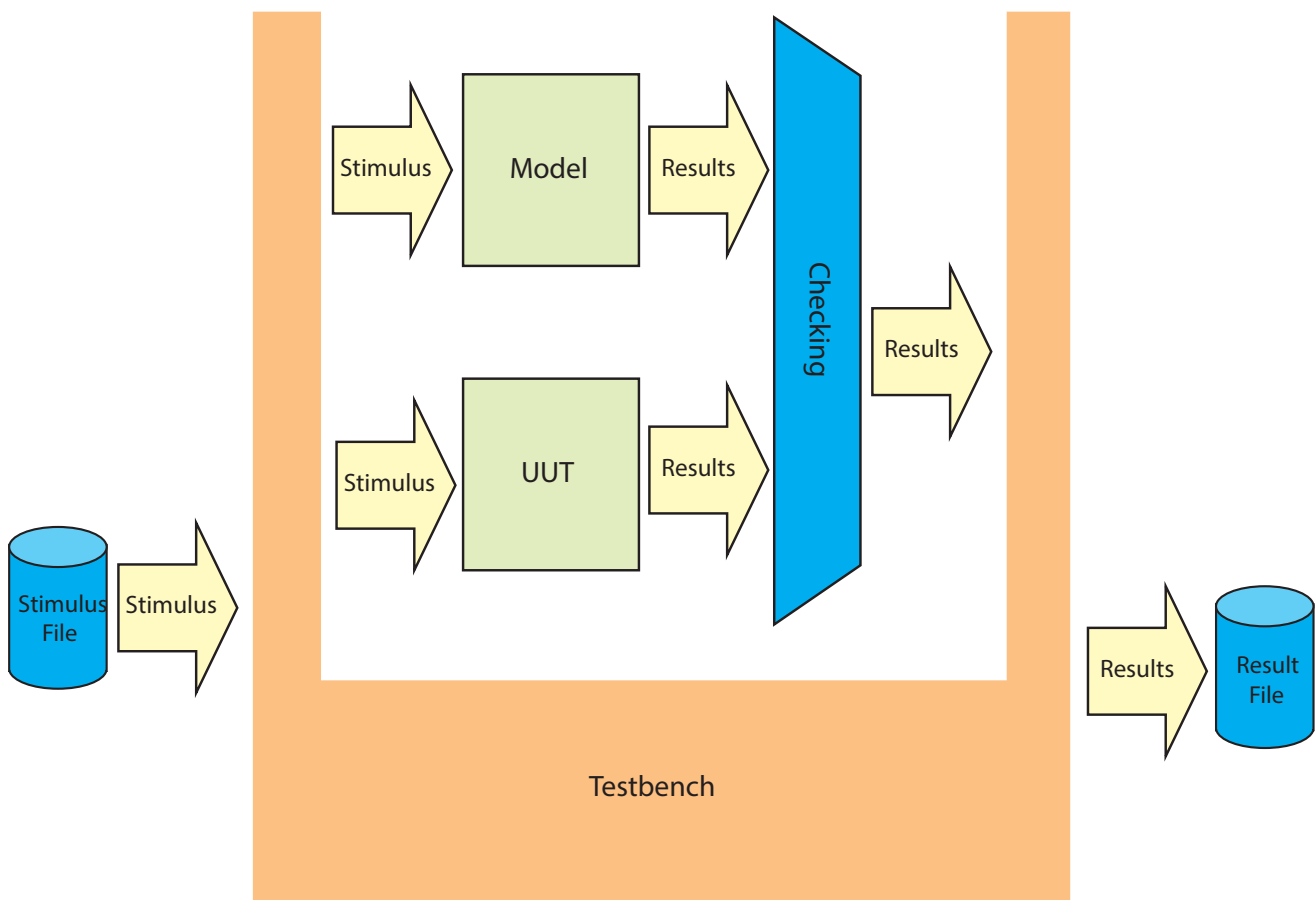 Stimulus
Model
Results
Checking
Results
Stimulus
UUT
Results
Stimulus
File
Stimulus
Results
Result
File
Testbench